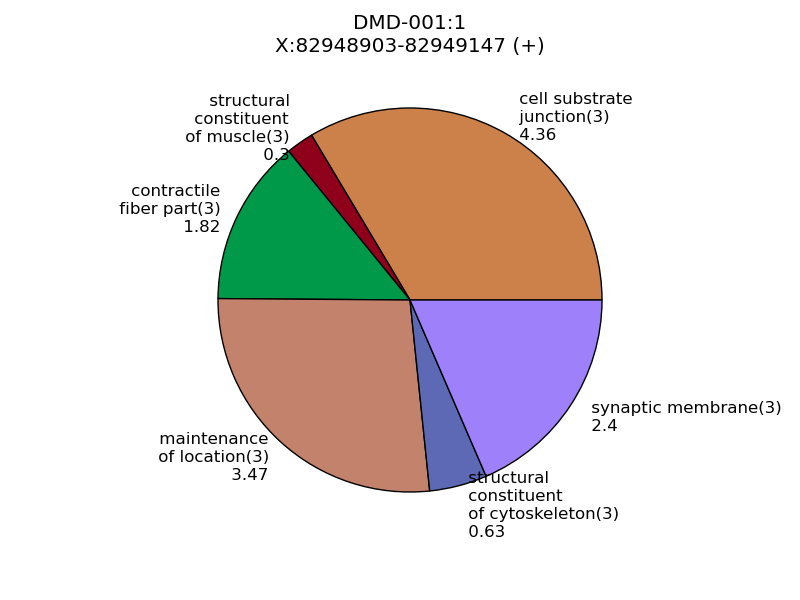 DMD-001:1
X:82948903-82949147 (+)
cell substrate
junction(3)
4.36
structural
constituent
of muscle(3)
0.3
contractile
fiber part(3)
1.82
maintenance
of location(3)
3.47
structural
constituent
of cytoskeleton(3)
0.63
synaptic membrane(3)
2.4